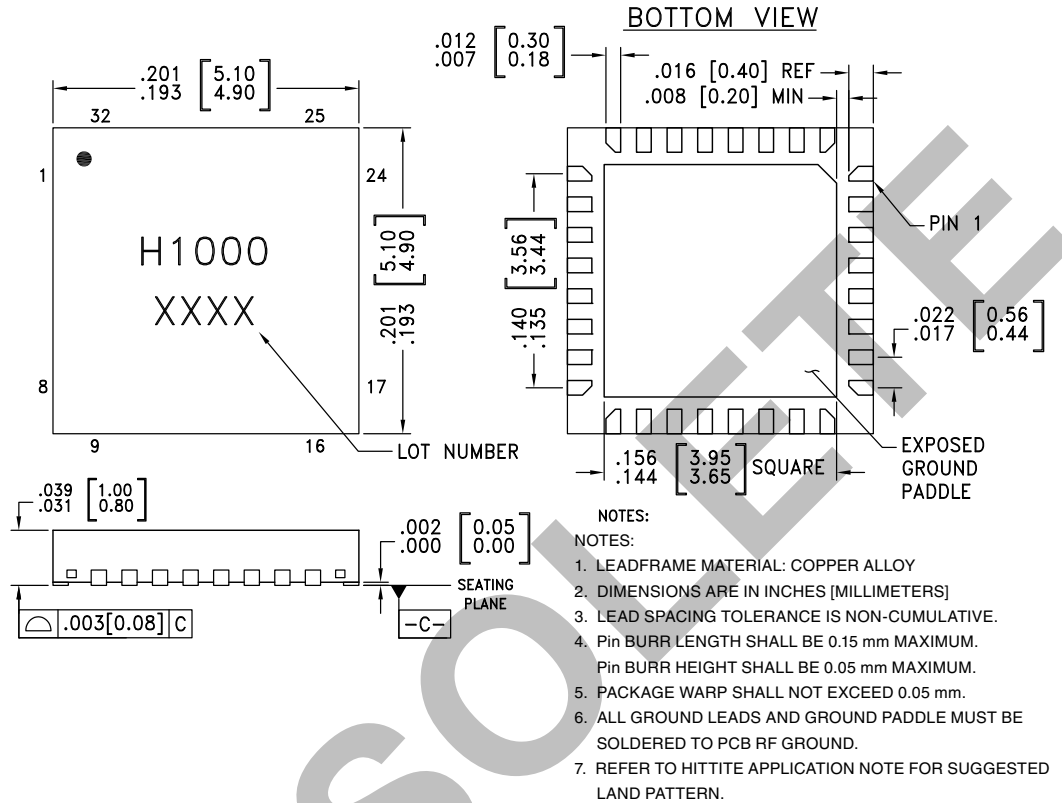 BOTTOM VIEW
.012 [0.30]
.007 [0.18]
.201 [5.10]
.193 [4.90]
.016 [0.40] REF
.008 [0.20] MIN
32 25
1 24
H1000
XXXX
8 17
9 16
LOT NUMBER
.201 [5.10]
.193 [4.90]
.140 [3.56]
.135 [3.44]
PIN 1
.022 [0.56]
.017 [0.44]
.156 [3.95]
.144 [3.65] SQUARE
EXPOSED
GROUND
PADDLE
.039 [1.00]
.031 [0.80]
.002 [0.05]
.000 [0.00]
SEATING
PLANE
.003[0.08] C
-C-
NOTES:
NOTES:
1. LEADFRAME MATERIAL: COPPER ALLOY
2. DIMENSIONS ARE IN INCHES [MILLIMETERS]
3. LEAD SPACING TOLERANCE IS NON-CUMULATIVE.
4. Pin BURR LENGTH SHALL BE 0.15 mm MAXIMUM.
Pin BURR HEIGHT SHALL BE 0.05 mm MAXIMUM.
5. PACKAGE WARP SHALL NOT EXCEED 0.05 mm.
6. ALL GROUND LEADS AND GROUND PADDLE MUST BE
SOLDERED TO PCB RF GROUND.
7. REFER TO HITTITE APPLICATION NOTE FOR SUGGESTED
LAND PATTERN.
SOLETE